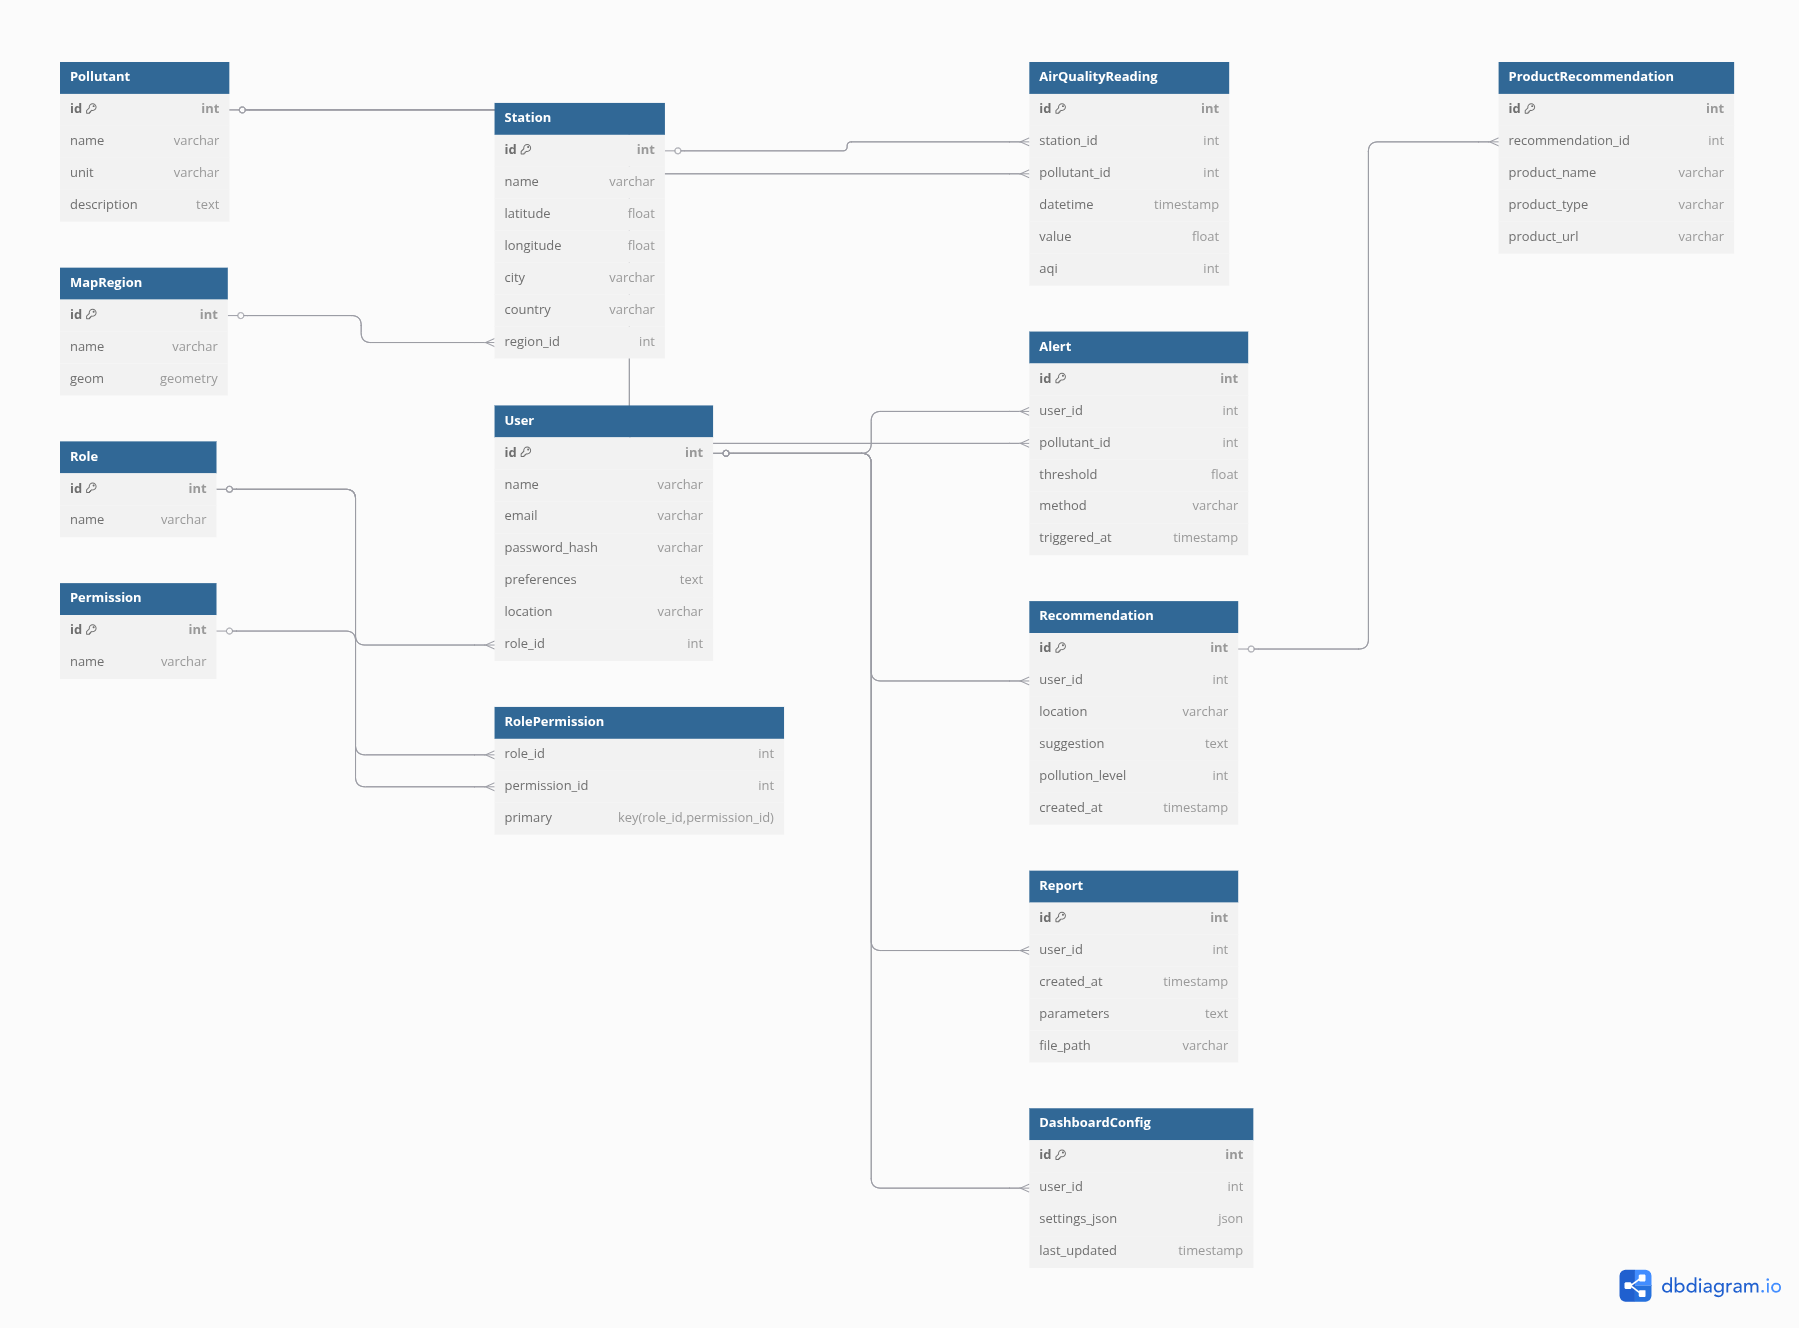 Pollutant
id int
name varchar
unit varchar
description text
MapRegion
id int
name varchar
geom geometry
Role
id int
name varchar
Permission
id int
name varchar
Station
id int
name varchar
latitude float
longitude float
city varchar
country varchar
region_id int
User
id int
name varchar
email varchar
password_hash varchar
preferences text
location varchar
role_id int
RolePermission
role_id int
permission_id int
primary key(role_id,permission_id)
AirQualityReading
id int
station_id int
pollutant_id int
datetime timestamp
value float
aqi int
Alert
id int
user_id int
pollutant_id int
threshold float
method varchar
triggered_at timestamp
Recommendation
id int
user_id int
location varchar
suggestion text
pollution_level int
created_at timestamp
Report
id int
user_id int
created_at timestamp
parameters text
file_path varchar
DashboardConfig
id int
user_id int
settings_json json
last_updated timestamp
ProductRecommendation
id int
recommendation_id int
product_name varchar
product_type varchar
product_url varchar
dbdiagram.io